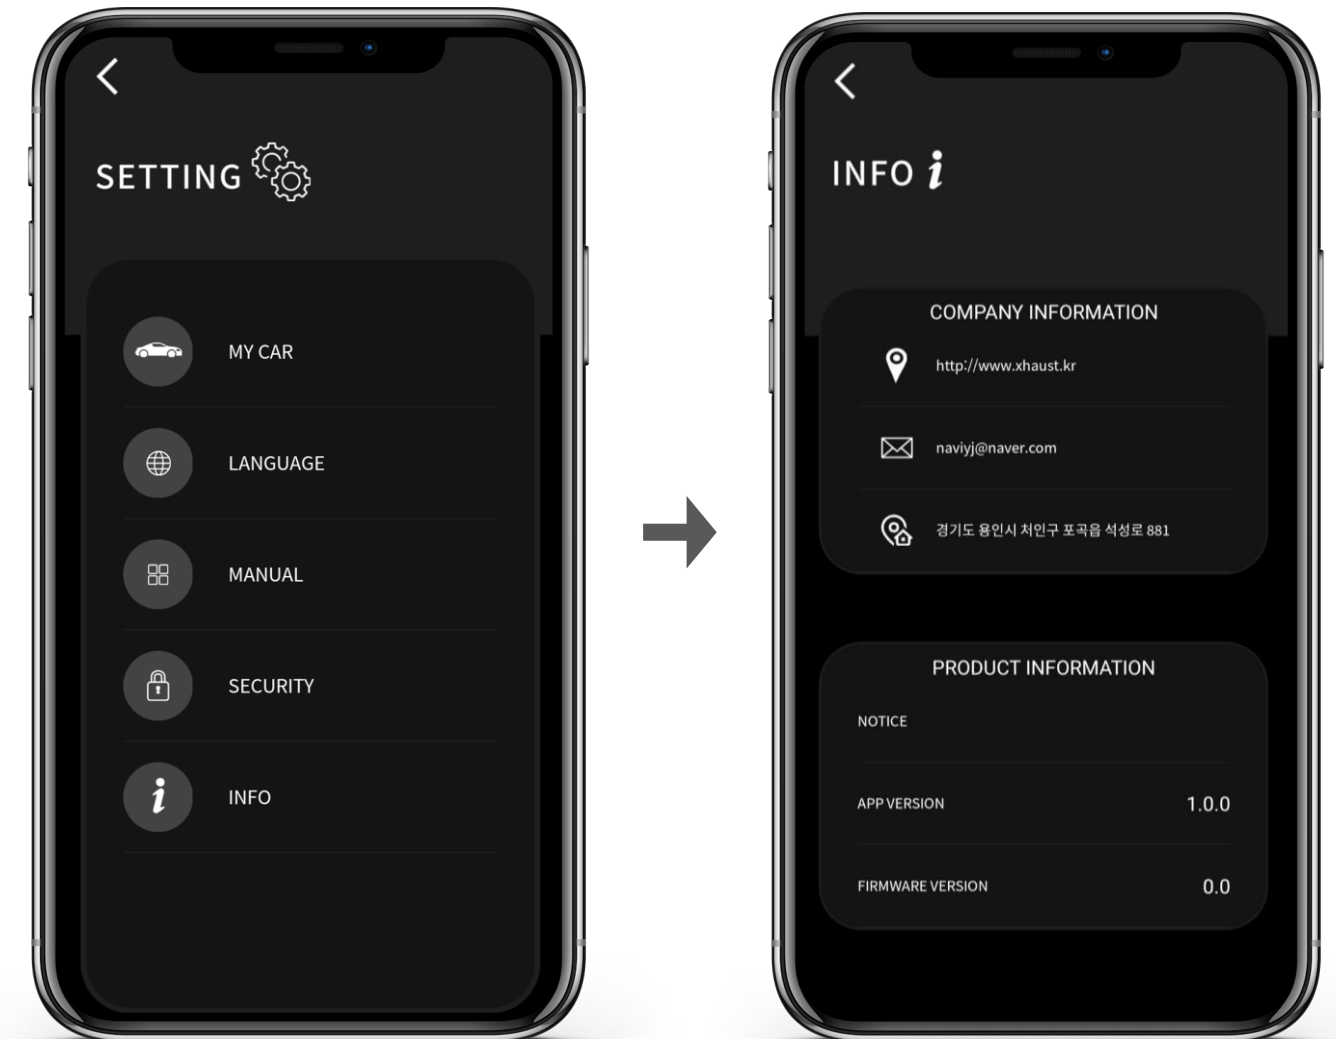 SETTING
MY CAR
LANGUAGE
MANUAL
SECURITY
INFO
INFO
COMPANY INFORMATION
http://www.xhaust.kr
naviyj@naver.com
경기도 용인시 처인구 포곡읍 석성로 881
PRODUCT INFORMATION
NOTICE
APP VERSION 1.0.0
FIRMWARE VERSION 0.0